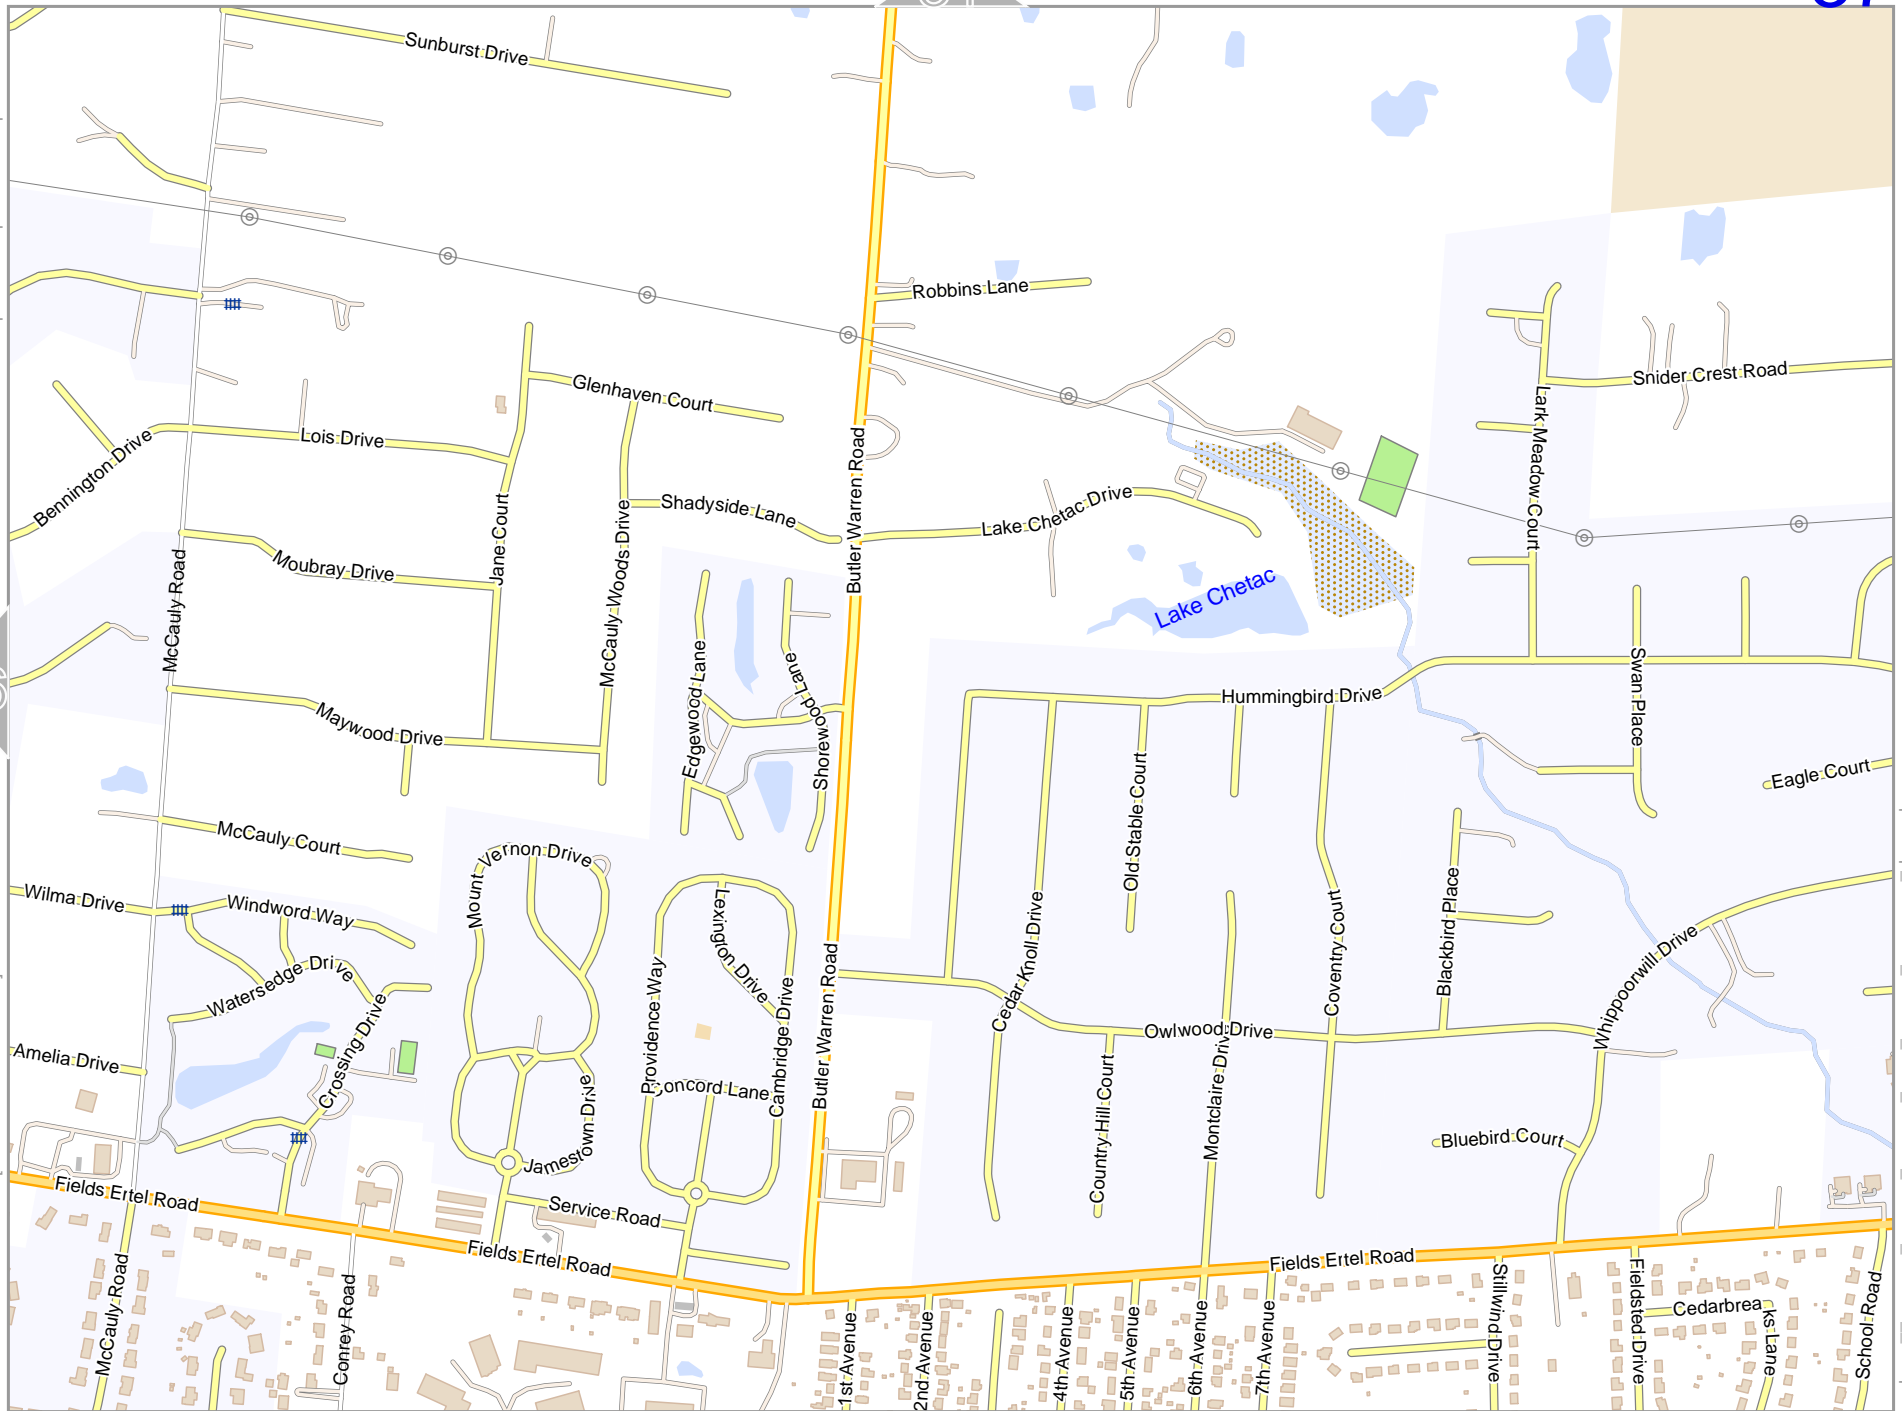 Sunburst Drive
Robbins Lane
Glenhaven Court
Snider Crest Road
Lois Drive
Bennington Drive
Lark Meadow Court
Butler Warren Road
Shadyside Lane
Lake Chetac Drive
Jane Court
McCauly Woods Drive
Moubray Drive
McCauly Road
Lake Chetac
Edgewood Lane
Shorewood Lane
Hummingbird Drive
Swan Place
Maywood Drive
Eagle Court
Old Stable Court
McCauly Court
Mount Vernon Drive
Wilma Drive
Windword Way
Lexington Drive
Cedar Knoll Drive
Coventry Court
Blackbird Place
Whippoorwill Drive
Watersedge Drive
Providence Way
Cambridge Drive
Butler Warren Road
Owlwood Drive
Crossing Drive
Amelia Drive
Concord Lane
Jamestown Drive
Country Hill Court
Montclaire Drive
Bluebird Court
Fields Ertel Road
Service Road
Fields Ertel Road
Fields Ertel Road
McCauly Road
Conrey Road
1st Avenue
2nd Avenue
4th Avenue
5th Avenue
6th Avenue
7th Avenue
Stillwind Drive
Fieldsted Drive
Cedarbreaks Lane
School Road